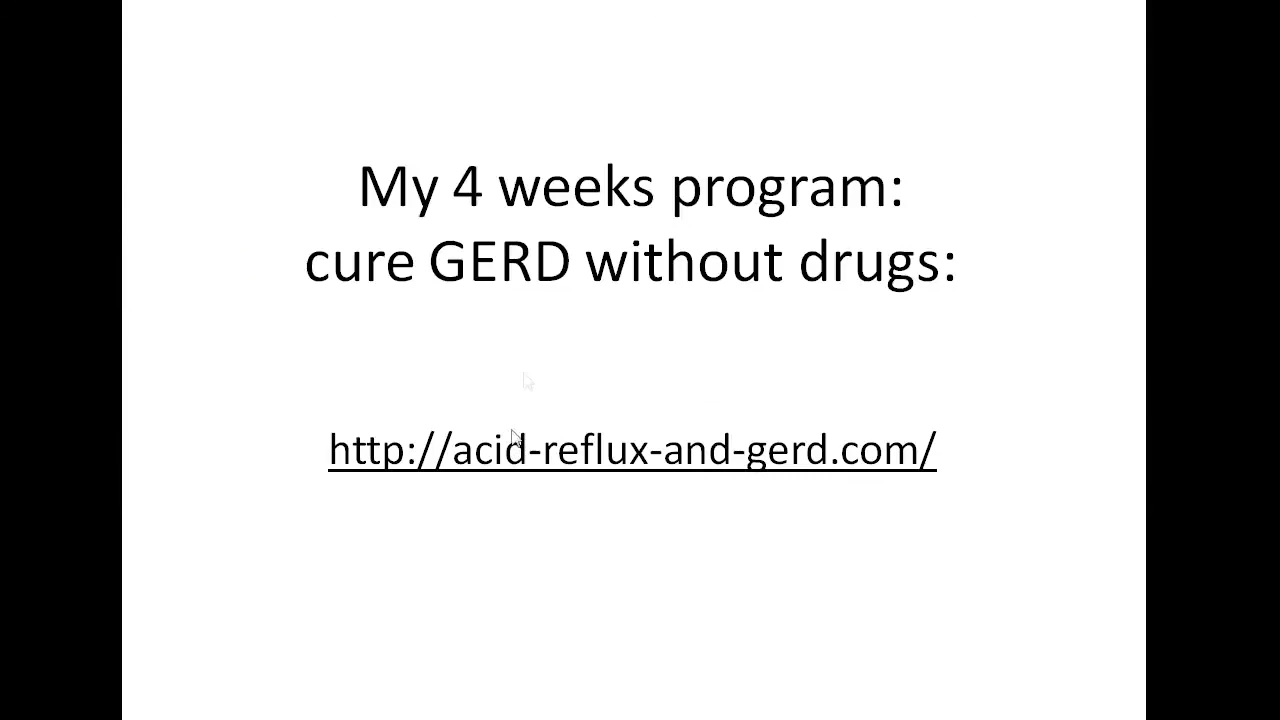 My 4 weeks program:
cure GERD without drugs:
http://acid-reflux-and-gerd.com/